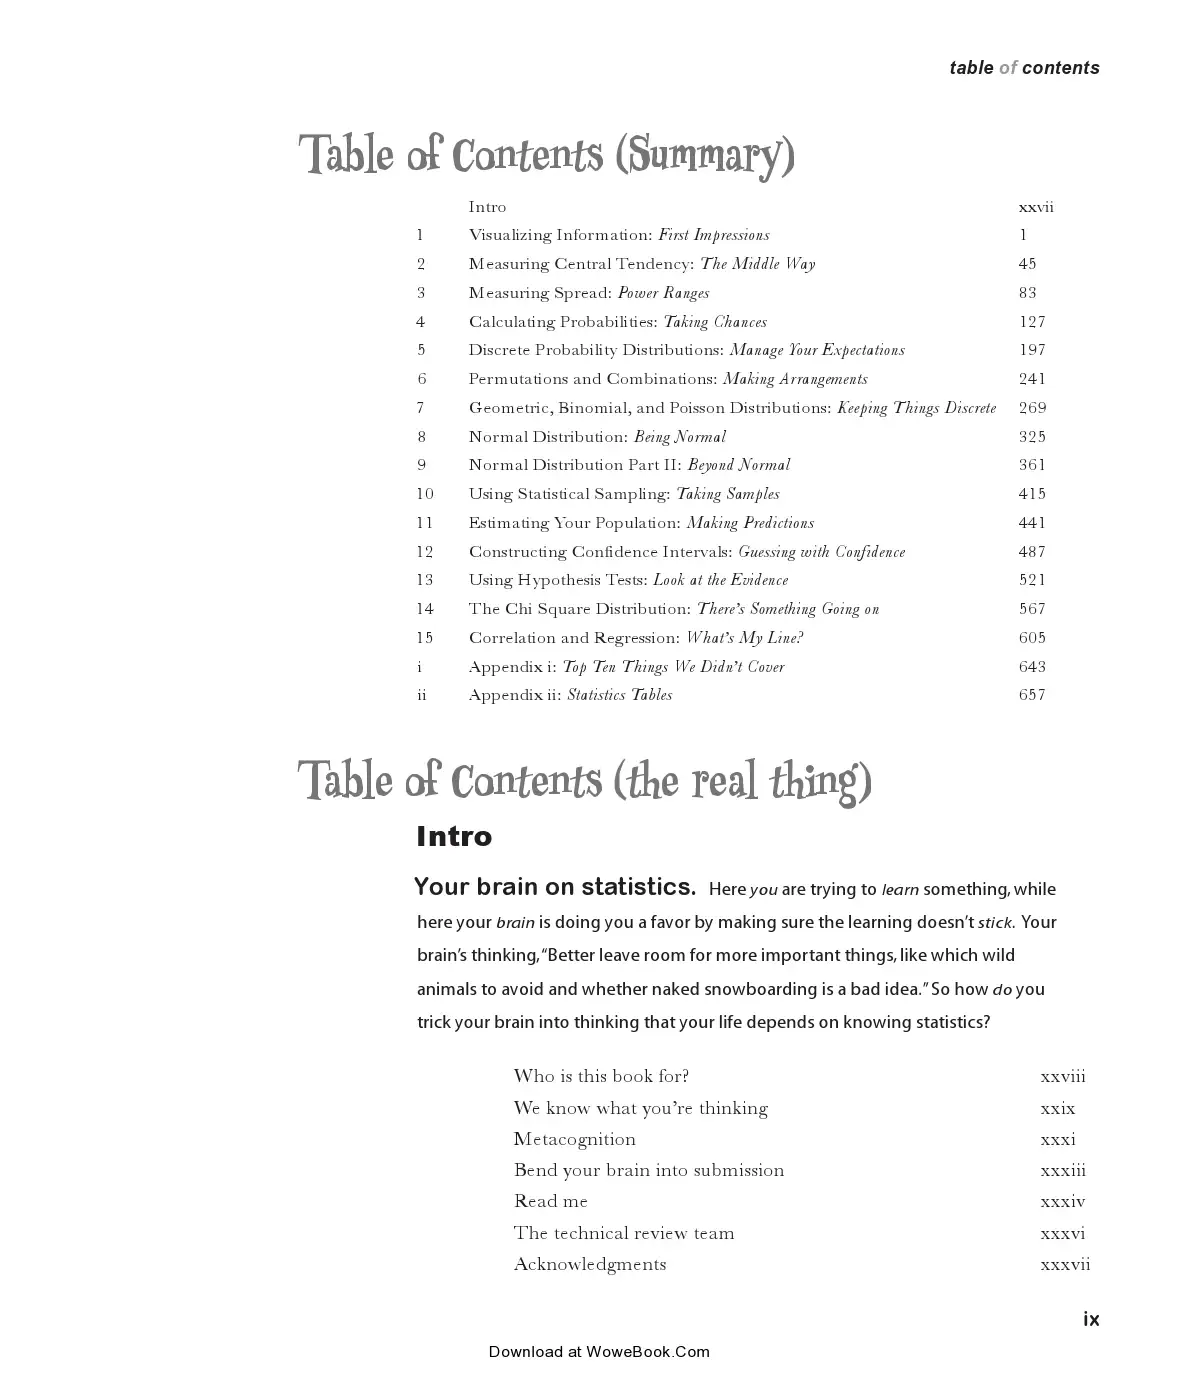 table of contents
Table of Contents (Summary)
Intro xxvii
1 Visualizing Information: First Impressions 1
2 Measuring Central Tendency: The Middle Way 45
3 Measuring Spread: Power Ranges 83
4 Calculating Probabilities: Taking Chances 127
5 Discrete Probability Distributions: Manage Your Expectations 197
6 Permutations and Combinations: Making Arrangements 241
7 Geometric, Binomial, and Poisson Distributions: Keeping Things Discrete 269
8 Normal Distribution: Being Normal 325
9 Normal Distribution Part II: Beyond Normal 361
10 Using Statistical Sampling: Taking Samples 415
11 Estimating Your Population: Making Predictions 441
12 Constructing Confidence Intervals: Guessing with Confidence 487
13 Using Hypothesis Tests: Look at the Evidence 521
14 The Chi Square Distribution: There's Something Going on 567
15 Correlation and Regression: What's My Line? 605
i Appendix i: Top Ten Things We Didn't Cover 643
ii Appendix ii: Statistics Tables 657
Table of Contents (the real thing)
Intro
Your brain on statistics. Here you are trying to learn something, while
here your brain is doing you a favor by making sure the learning doesn't stick. Your
brain's thinking, "Better leave room for more important things, like which wild
animals to avoid and whether naked snowboarding is a bad idea." So how do you
trick your brain into thinking that your life depends on knowing statistics?
Who is this book for? xxviii
We know what you're thinking xxix
Metacognition xxxi
Bend your brain into submission xxxiii
Read me xxxiv
The technical review team xxxvi
Acknowledgments xxxvii
ix
Download at WoweBook.Com